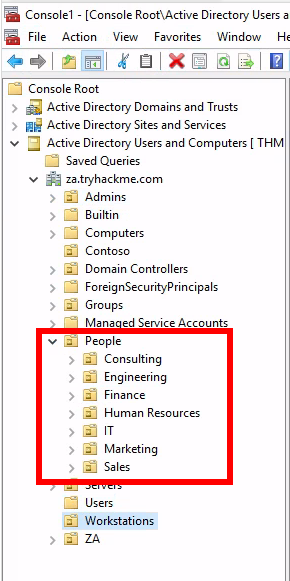 Console1 - [Console Root\Active Directory Users a
File Action View Favorites Window Help
Console Root
Active Directory Domains and Trusts
Active Directory Sites and Services
Active Directory Users and Computers [ THM
Saved Queries
za.tryhackme.com
Admins
Builtin
Computers
Contoso
Domain Controllers
ForeignSecurityPrincipals
Groups
Managed Service Accounts
People
Consulting
Engineering
Finance
Human Resources
IT
Marketing
Sales
Servers
Users
Workstations
ZA